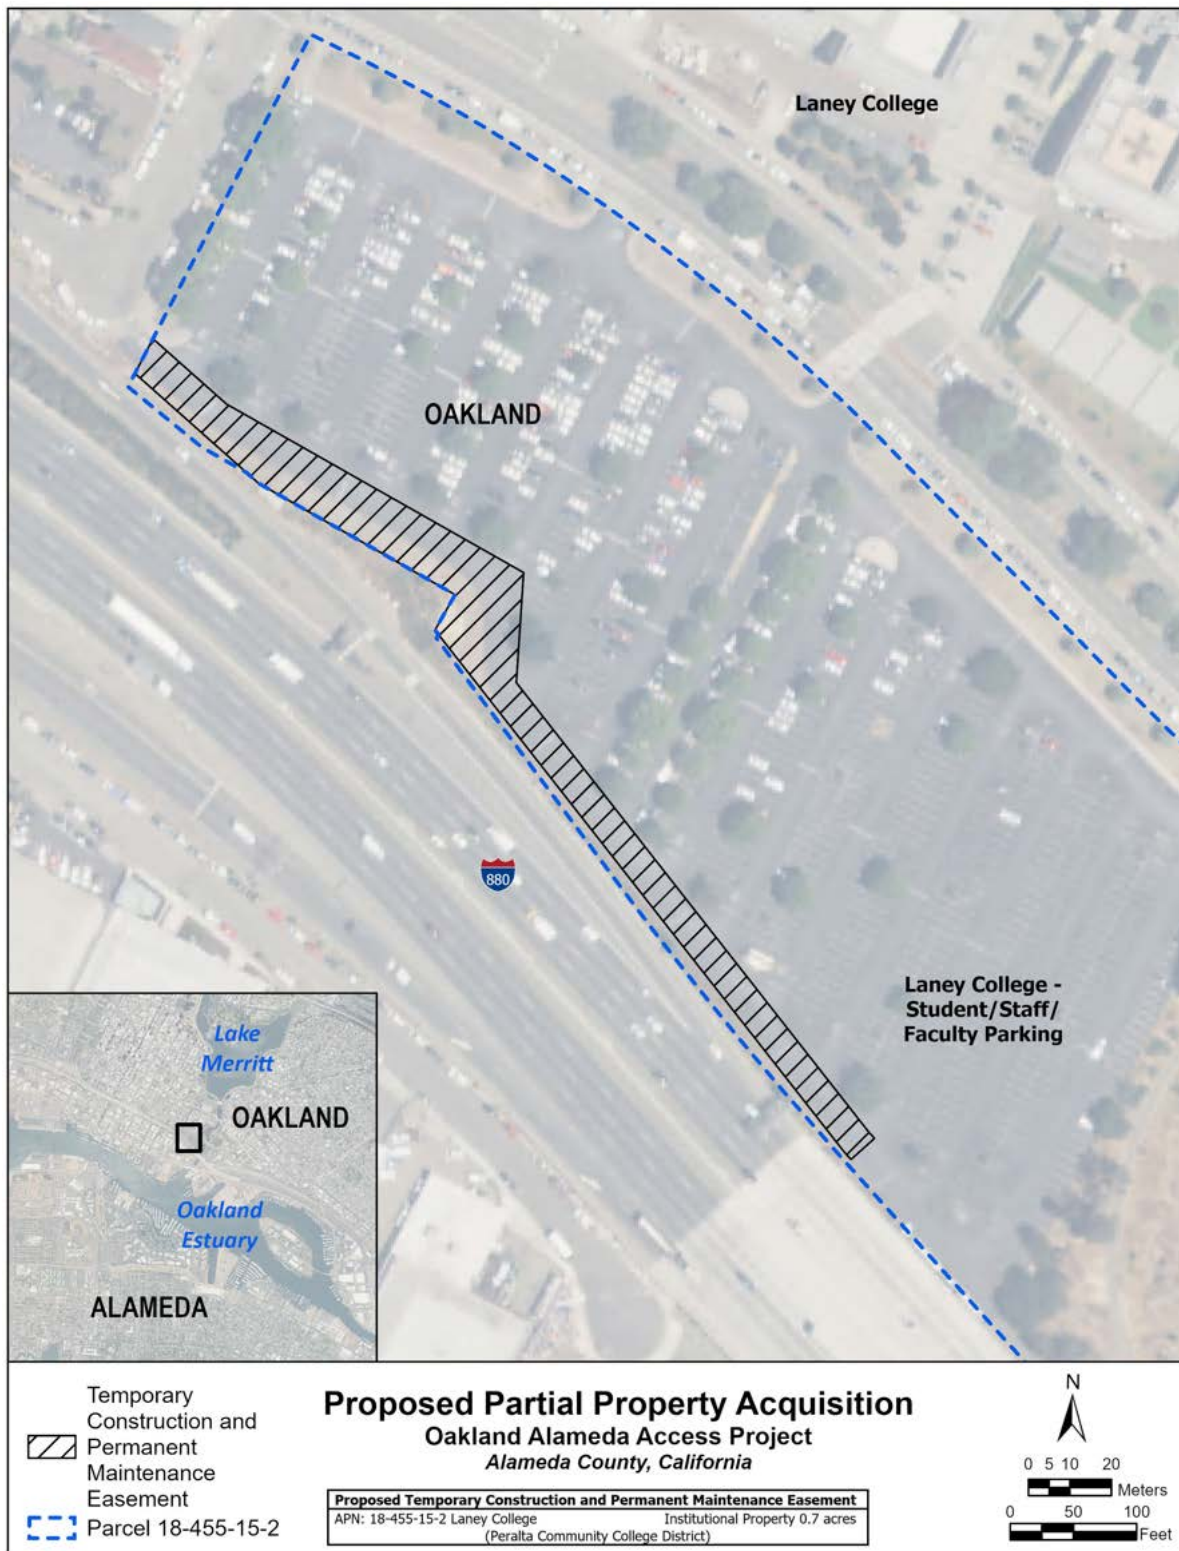 Laney College
OAKLAND
880
Laney College -
Student/Staff/
Faculty Parking
Lake
Merritt
OAKLAND
Oakland
Estuary
ALAMEDA
Temporary
Construction and
Permanent
Maintenance
Easement
Parcel 18-455-15-2
Proposed Partial Property Acquisition
Oakland Alameda Access Project
Alameda County, California
Proposed Temporary Construction and Permanent Maintenance Easement
APN: 18-455-15-2 Laney College Institutional Property 0.7 acres
(Peralta Community College District)
N
0 5 10 20
Meters
0 50 100
Feet